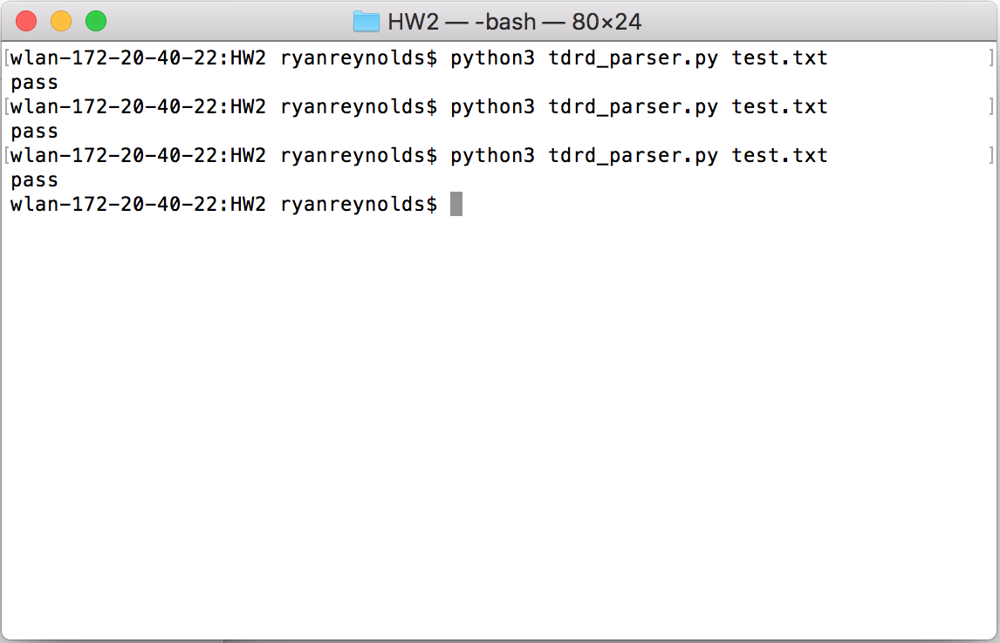 HW2 — -bash — 80×24
[wlan-172-20-40-22:HW2 ryanreynolds$ python3 tdrd_parser.py test.txt ]
pass
[wlan-172-20-40-22:HW2 ryanreynolds$ python3 tdrd_parser.py test.txt ]
pass
[wlan-172-20-40-22:HW2 ryanreynolds$ python3 tdrd_parser.py test.txt ]
pass
wlan-172-20-40-22:HW2 ryanreynolds$